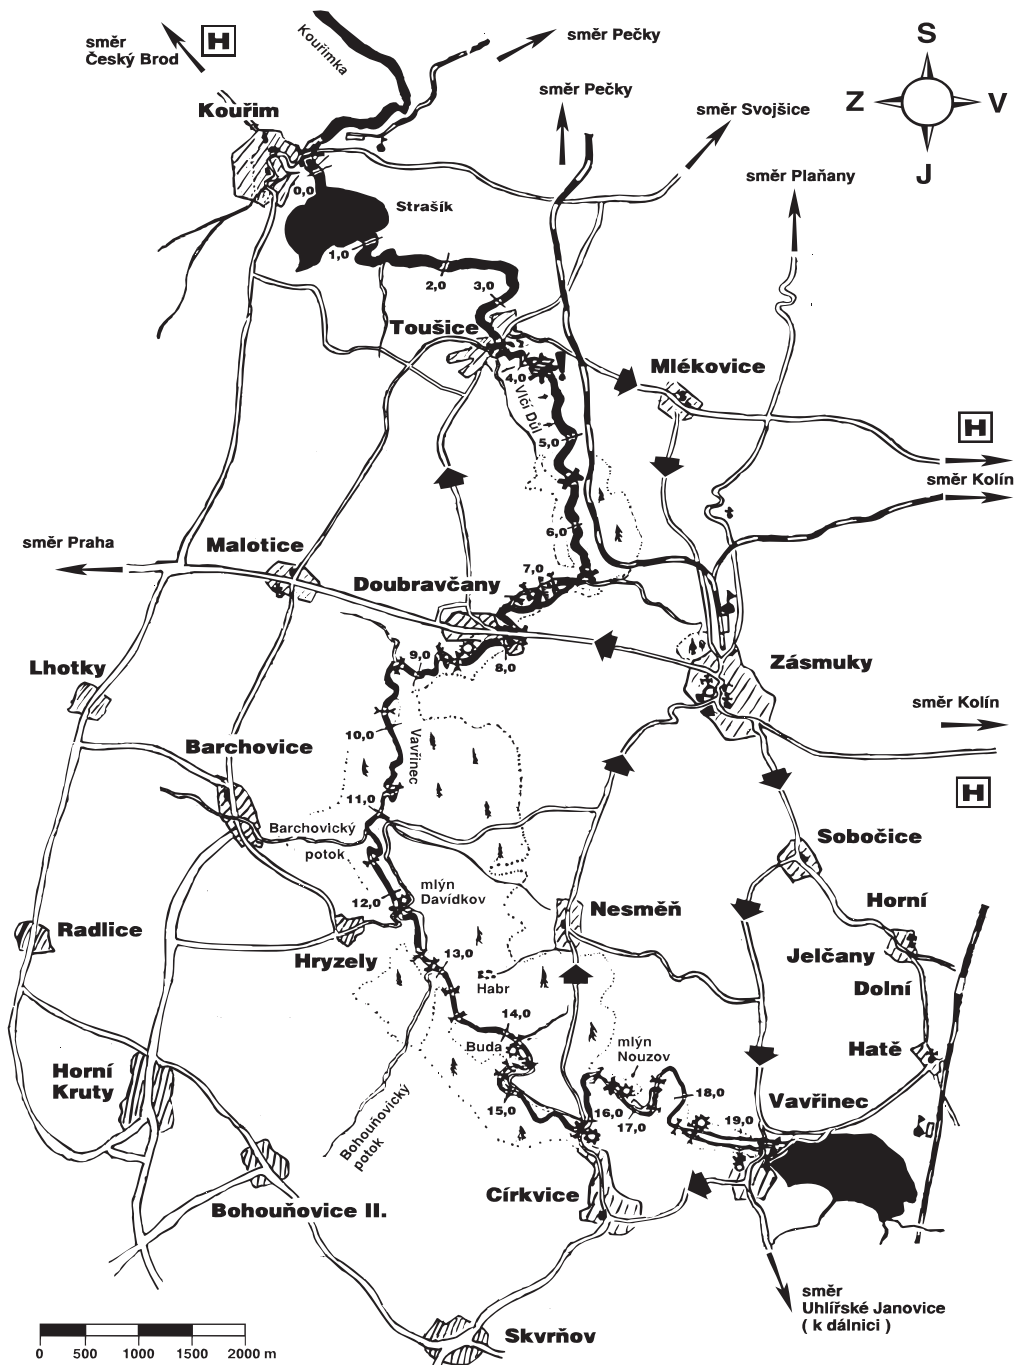 směr
Český Brod
H
Kouřimka
směr Pečky
S
Z
V
J
Kouřim
směr Pečky
směr Svojšice
směr Plaňany
0,0
Strašík
1,0
2,0
3,0
Toušice
4,0
Vlčí Důl
Mlékovice
5,0
H
směr Kolín
6,0
směr Praha
Malotice
Doubravčany
7,0
8,0
9,0
Lhotky
Zásmuky
směr Kolín
10,0
Vavřinec
Barchovice
11,0
H
Barchovický
potok
Sobočice
mlýn
Davídkov
12,0
Nesměň
Horní
Radlice
Hryzely
13,0
Jelčany
Habr
Dolní
14,0
Buda
mlýn
Nouzov
Hatě
Horní
Kruty
15,0
16,0
17,0
18,0
19,0
Vavřinec
Bohouňovický
potok
Církvice
Bohouňovice II.
směr
Uhlířské Janovice
( k dálnici )
Skvrňov
0
500
1000
1500
2000 m